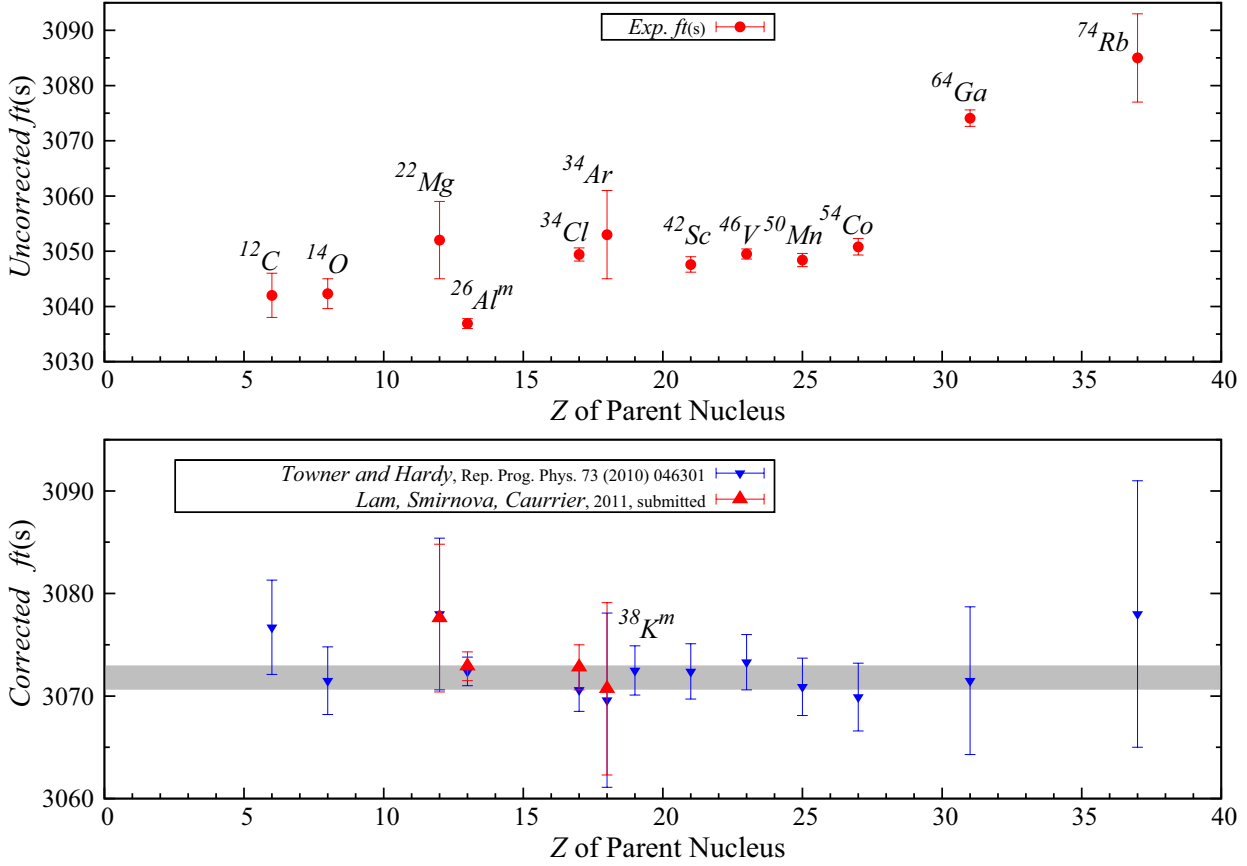 3090
3080
3070
3060
3050
3040
3030
Uncorrected ft(s)
Exp. ft(s)
¹²C
¹⁴O
²²Mg
²⁶Alᵐ
³⁴Cl
³⁴Ar
⁴²Sc
⁴⁶V
⁵⁰Mn
⁵⁴Co
⁶⁴Ga
⁷⁴Rb
0 5 10 15 20 25 30 35 40
Z of Parent Nucleus
3090
3080
3070
3060
Corrected ft(s)
Towner and Hardy, Rep. Prog. Phys. 73 (2010) 046301
Lam, Smirnova, Caurrier, 2011, submitted
³⁸Kᵐ
0 5 10 15 20 25 30 35 40
Z of Parent Nucleus